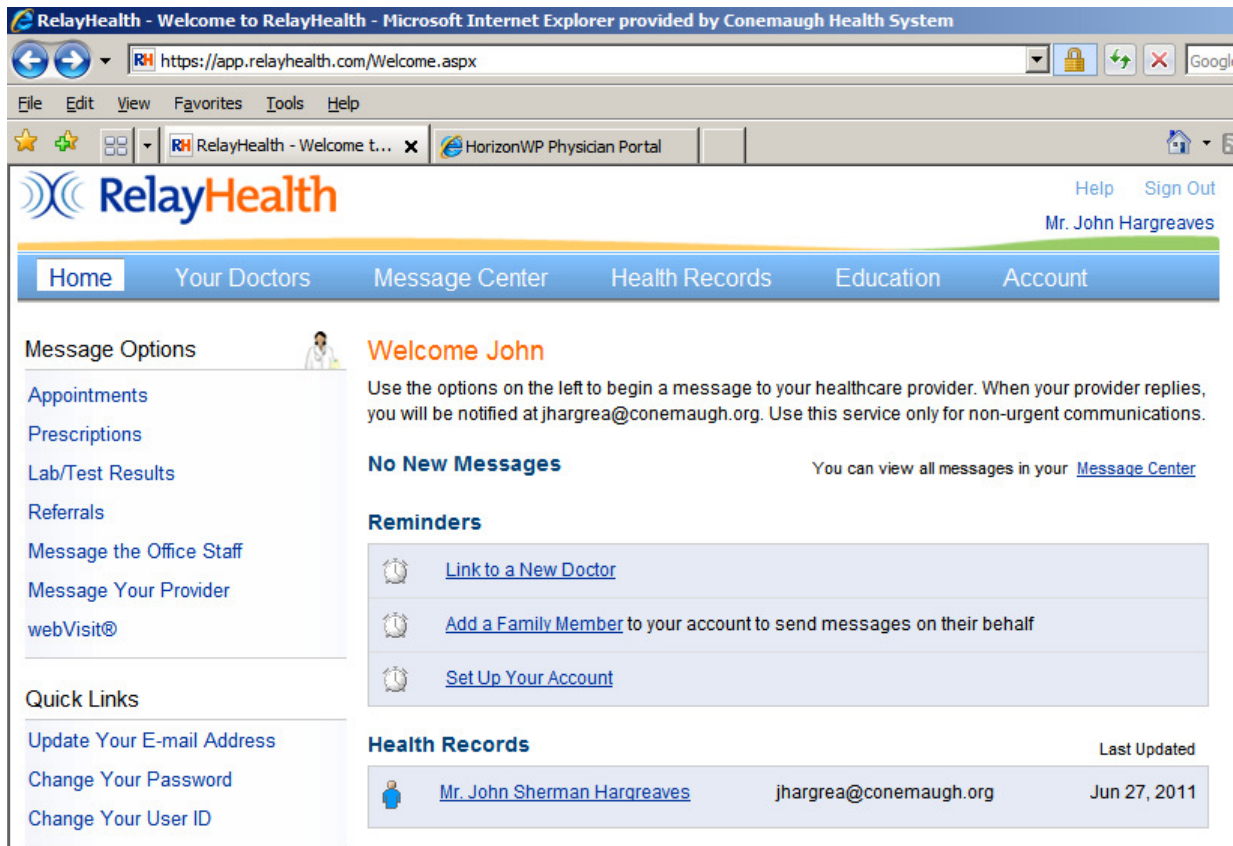 RelayHealth - Welcome to RelayHealth - Microsoft Internet Explorer provided by Conemaugh Health System
RH https://app.relayhealth.com/Welcome.aspx
File Edit View Favorites Tools Help
RH RelayHealth - Welcome t... HorizonWP Physician Portal
RelayHealth
Help Sign Out
Mr. John Hargreaves
Home Your Doctors Message Center Health Records Education Account
Message Options
Appointments
Prescriptions
Lab/Test Results
Referrals
Message the Office Staff
Message Your Provider
webVisit®
Quick Links
Update Your E-mail Address
Change Your Password
Change Your User ID
Welcome John
Use the options on the left to begin a message to your healthcare provider. When your provider replies,
you will be notified at jhargrea@conemaugh.org. Use this service only for non-urgent communications.
No New Messages
You can view all messages in your Message Center
Reminders
Link to a New Doctor
Add a Family Member to your account to send messages on their behalf
Set Up Your Account
Health Records Last Updated
Mr. John Sherman Hargreaves jhargrea@conemaugh.org Jun 27, 2011